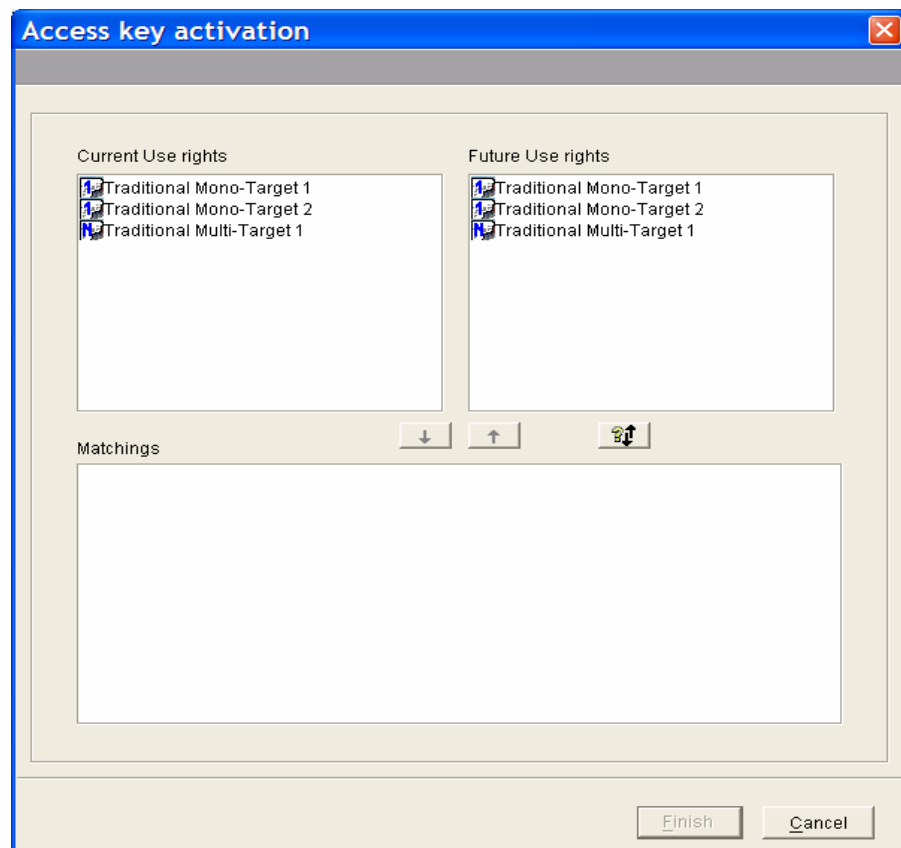 Access key activation
Current Use rights
Future Use rights
Traditional Mono-Target 1
Traditional Mono-Target 2
Traditional Multi-Target 1
Traditional Mono-Target 1
Traditional Mono-Target 2
Traditional Multi-Target 1
Matchings
Finish
Cancel